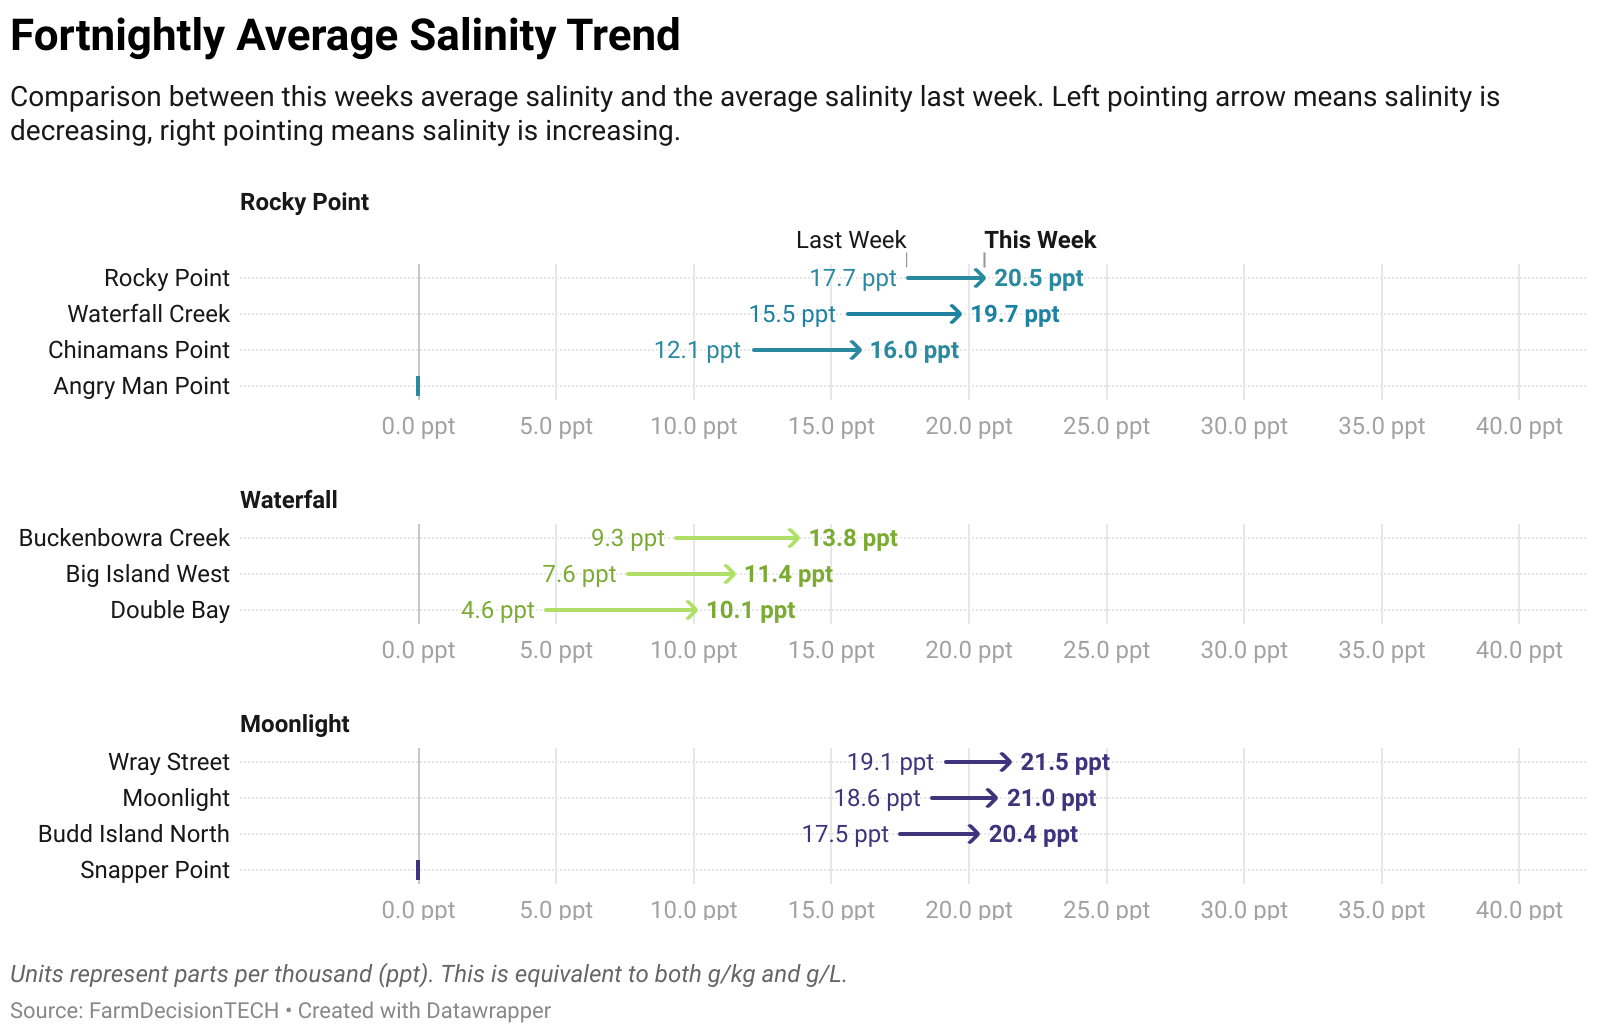 Fortnightly Average Salinity Trend
Comparison between this weeks average salinity and the average salinity last week. Left pointing arrow means salinity is
decreasing, right pointing means salinity is increasing.
Rocky Point
Last Week This Week
Rocky Point 17.7 ppt 20.5 ppt
Waterfall Creek 15.5 ppt 19.7 ppt
Chinamans Point 12.1 ppt 16.0 ppt
Angry Man Point
0.0 ppt 5.0 ppt 10.0 ppt 15.0 ppt 20.0 ppt 25.0 ppt 30.0 ppt 35.0 ppt 40.0 ppt
Waterfall
Buckenbowra Creek 9.3 ppt 13.8 ppt
Big Island West 7.6 ppt 11.4 ppt
Double Bay 4.6 ppt 10.1 ppt
0.0 ppt 5.0 ppt 10.0 ppt 15.0 ppt 20.0 ppt 25.0 ppt 30.0 ppt 35.0 ppt 40.0 ppt
Moonlight
Wray Street 19.1 ppt 21.5 ppt
Moonlight 18.6 ppt 21.0 ppt
Budd Island North 17.5 ppt 20.4 ppt
Snapper Point
0.0 ppt 5.0 ppt 10.0 ppt 15.0 ppt 20.0 ppt 25.0 ppt 30.0 ppt 35.0 ppt 40.0 ppt
Units represent parts per thousand (ppt). This is equivalent to both g/kg and g/L.
Source: FarmDecisionTECH • Created with Datawrapper